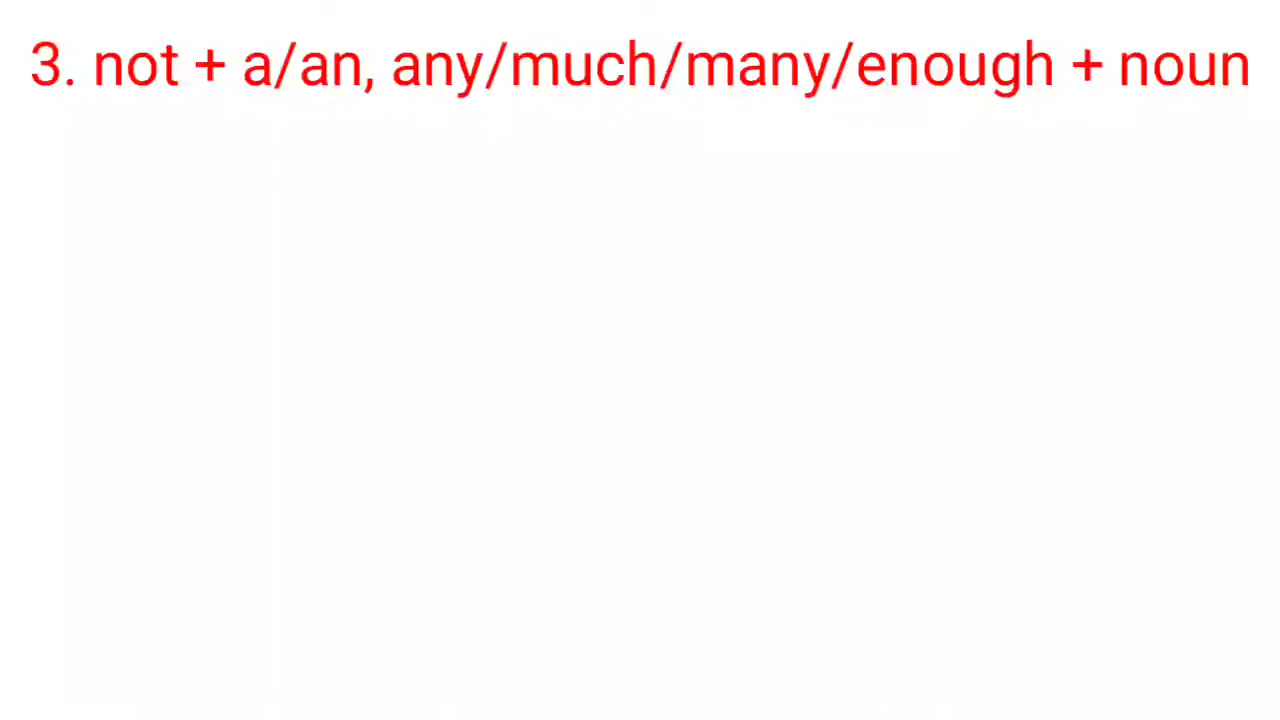 3. not + a/an, any/much/many/enough + noun